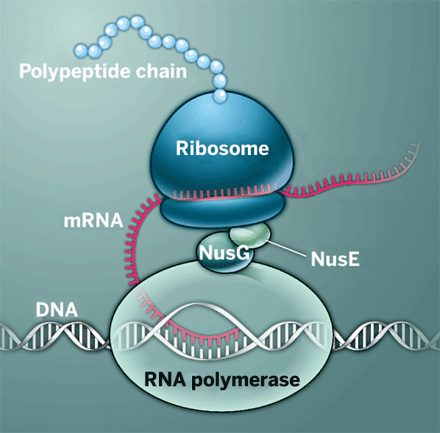 Polypeptide chain
Ribosome
mRNA
NusG
NusE
DNA
RNA polymerase